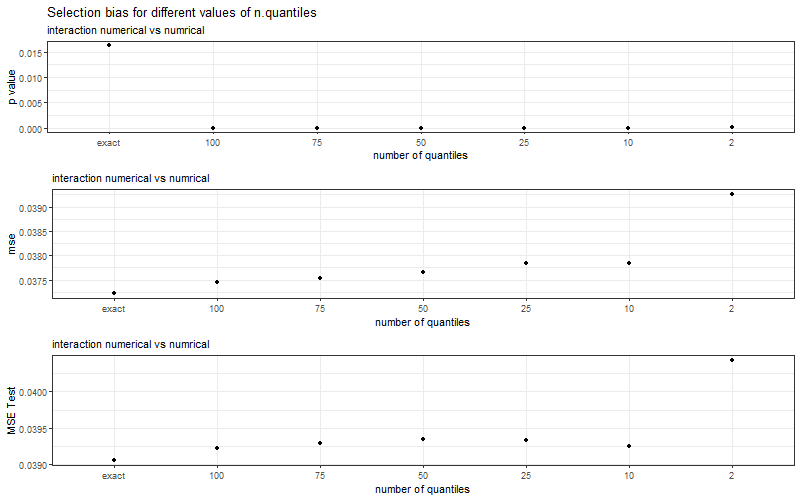 Selection bias for different values of n.quantiles
interaction numerical vs numrical
p value
0.015
0.010
0.005
0.000
exact 100 75 50 25 10 2
number of quantiles
interaction numerical vs numrical
mse
0.0390
0.0385
0.0380
0.0375
exact 100 75 50 25 10 2
number of quantiles
interaction numerical vs numrical
MSE Test
0.0400
0.0395
0.0390
exact 100 75 50 25 10 2
number of quantiles